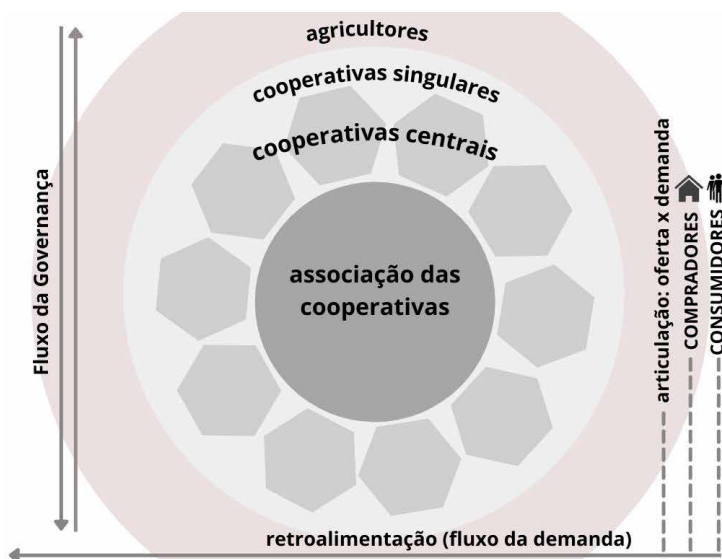 agricultores
cooperativas singulares
cooperativas centrais
associação das
cooperativas
Fluxo da Governança
articulação: oferta x demanda
COMPRADORES
CONSUMIDORES
retroalimentação (fluxo da demanda)